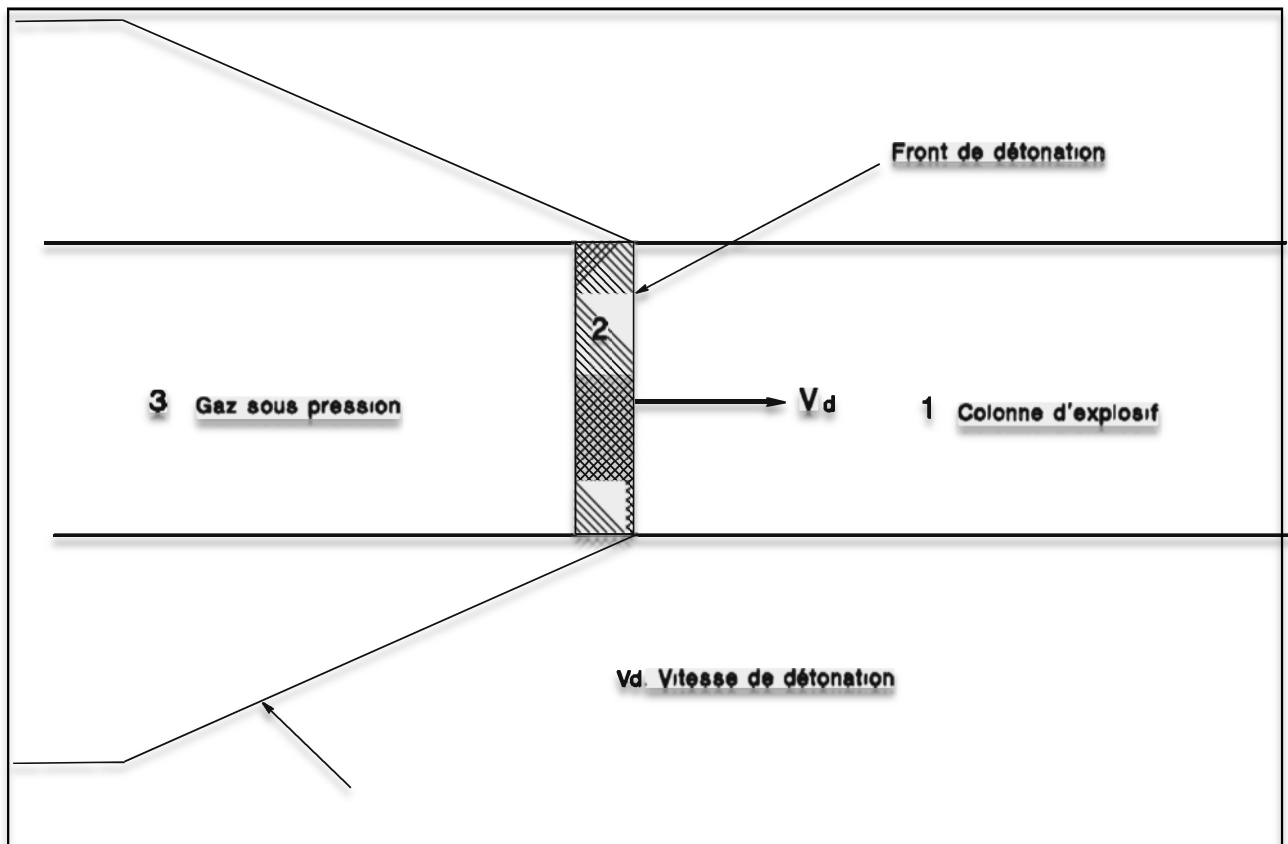 Front de détonation
2
3 Gaz sous pression
Vd
1 Colonne d'explosif
Vd. Vitesse de détonation